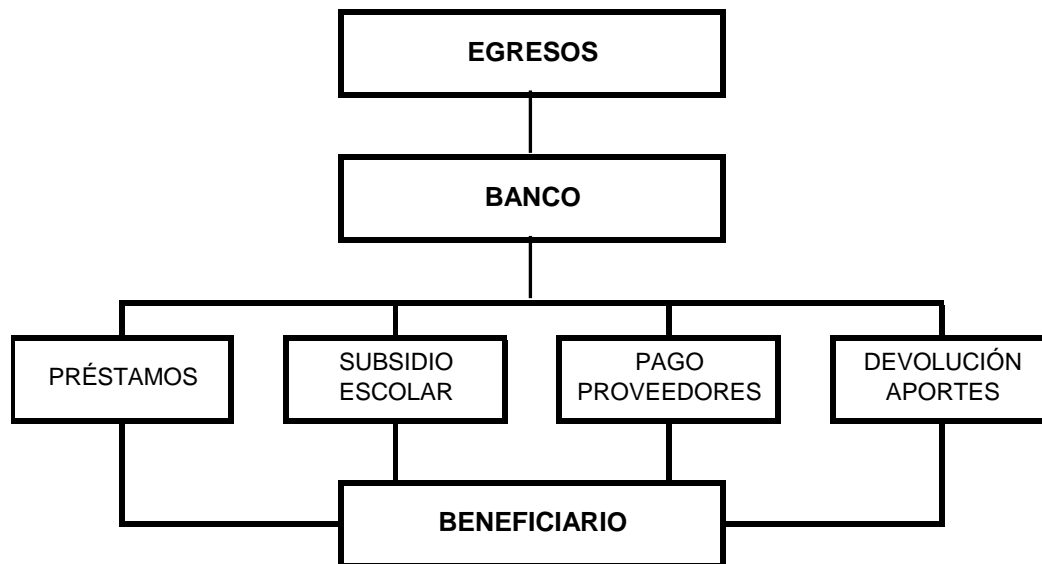 EGRESOS
BANCO
PRÉSTAMOS
SUBSIDIO
ESCOLAR
PAGO
PROVEEDORES
DEVOLUCIÓN
APORTES
BENEFICIARIO